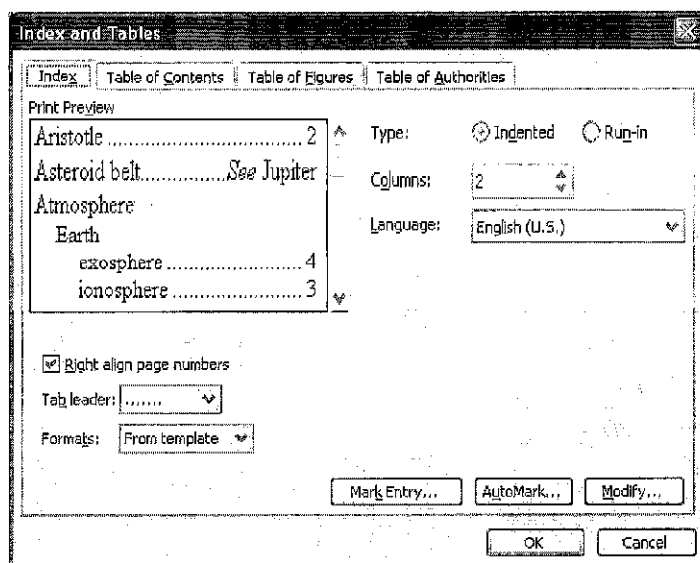 Index and Tables
Index Table of Contents Table of Figures Table of Authorities
Print Preview
Aristotle ........................................ 2
Asteroid belt............... See Jupiter
Atmosphere
Earth
exosphere ............................ 4
ionosphere ........................... 3
Type: Indented Run-in
Columns: 2
Language: English (U.S.)
Right align page numbers
Tab leader: .......
Formats: From template
Mark Entry... AutoMark... Modify...
OK Cancel